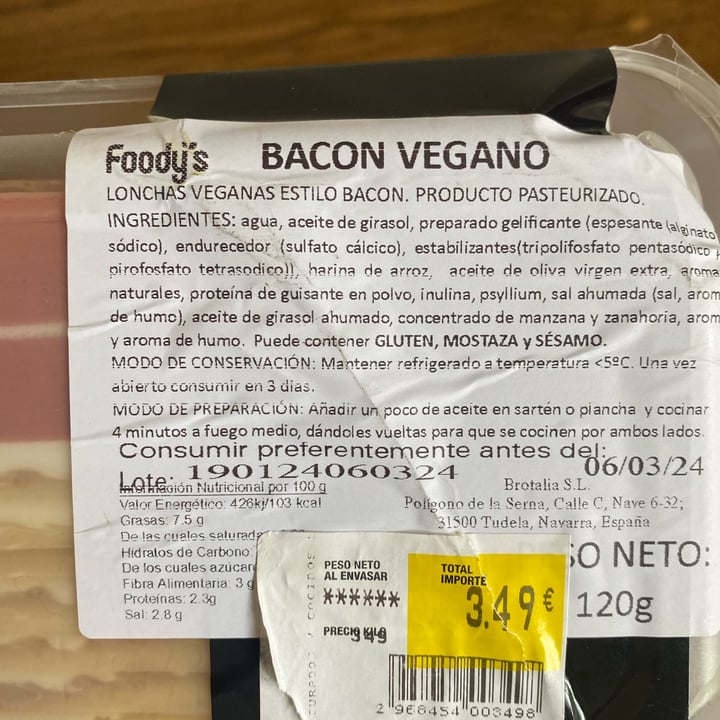 Foody's BACON VEGANO
LONCHAS VEGANAS ESTILO BACON. PRODUCTO PASTEURIZADO.
INGREDIENTES: agua, aceite de girasol, preparado gelificante (espesante (alginato
sódico), endurecedor (sulfato cálcico), estabilizantes(tripolifosfato pentasódico
pirofosfato tetrasodico)), harina de arroz, aceite de oliva virgen extra, aroma
naturales, proteína de guisante en polvo, inulina, psyllium, sal ahumada (sal, arom
de humo), aceite de girasol ahumado, concentrado de manzana y zanahoria, arom
y aroma de humo. Puede contener GLUTEN, MOSTAZA y SÉSAMO.
MODO DE CONSERVACIÓN: Mantener refrigerado a temperatura <5ºC. Una vez
abierto consumir en 3 dias.
MODO DE PREPARACIÓN: Añadir un poco de aceite en sartén o plancha y cocinar
4 minutos a fuego medio, dándoles vueltas para que se cocinen por ambos lados.
Consumir preferentemente antes del:
Lote: 190124060324 06/03/24
Información Nutricional por 100 g
Valor Energético: 426kj/103 kcal
Grasas: 7.5 g
De las cuales saturad
Hidratos de Carbono:
De los cuales azúcar
Fibra Alimentaria: 3 g
Proteínas: 2.3g
Sal: 2.8 g
Brotalia S.L.
Polígono de la Serna, Calle C, Nave 6-32;
31500 Tudela, Navarra, España
SO NETO:
120g
PESO NETO
AL ENVASAR
******
PRECIO KILO
TOTAL
IMPORTE
3.49 €
2 968454 003498